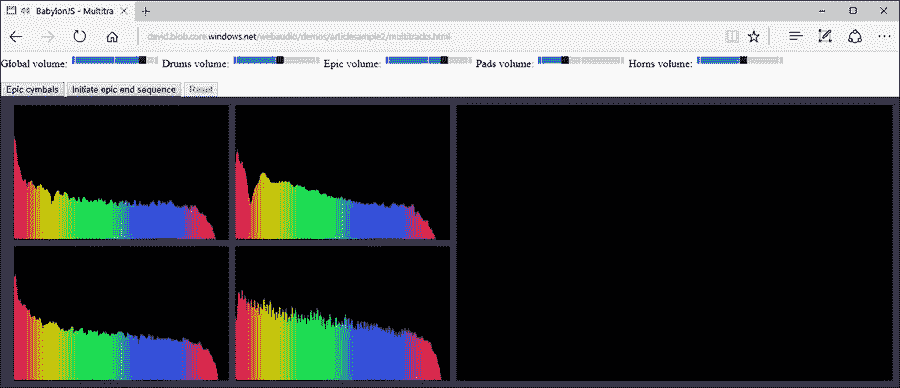 BabylonJS - Multitra
david.blob.core.windows.net/webaudio/demos/articlesample2/multitracks.html
Global volume: Drums volume: Epic volume: Pads volume: Horns volume:
Epic cymbals Initiate epic end sequence Reset